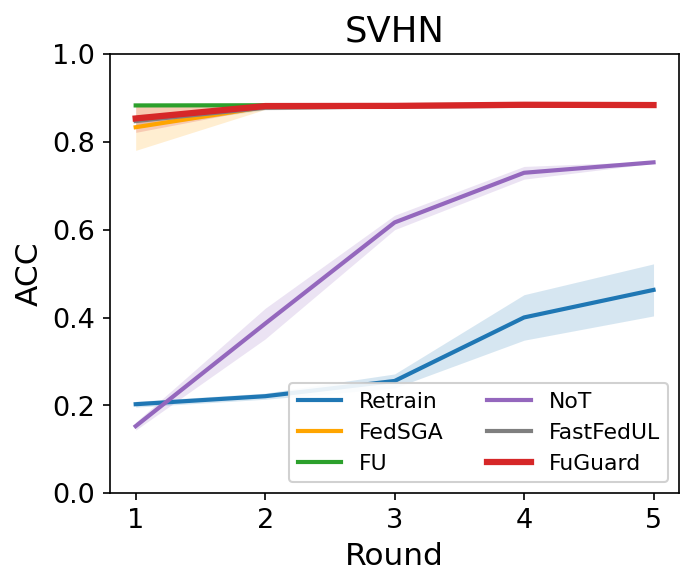 SVHN
ACC
1.0
0.8
0.6
0.4
0.2
0.0
Retrain
FedSGA
FU
NoT
FastFedUL
FuGuard
1 2 3 4 5
Round